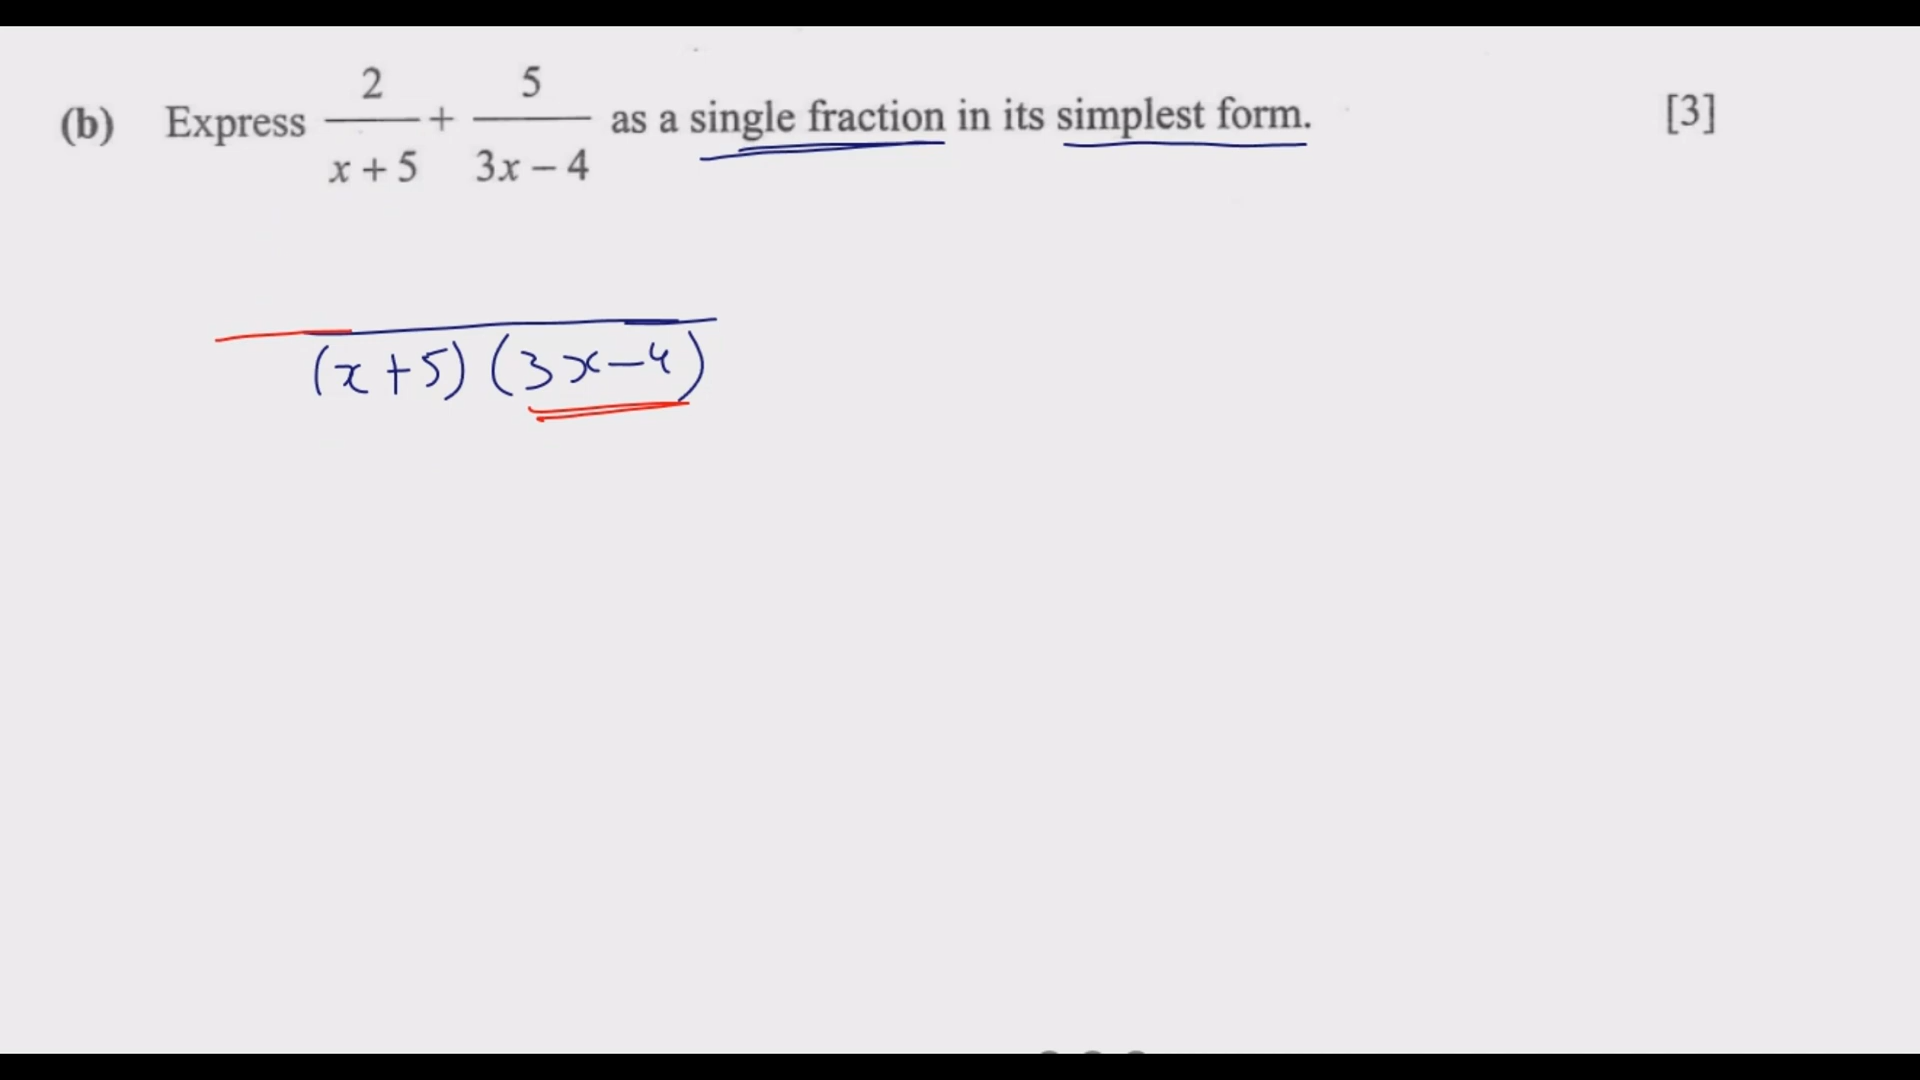 (b) Express 2/(x + 5) + 5/(3x − 4) as a single fraction in its simplest form. [3]
(x + 5) (3x − 4)